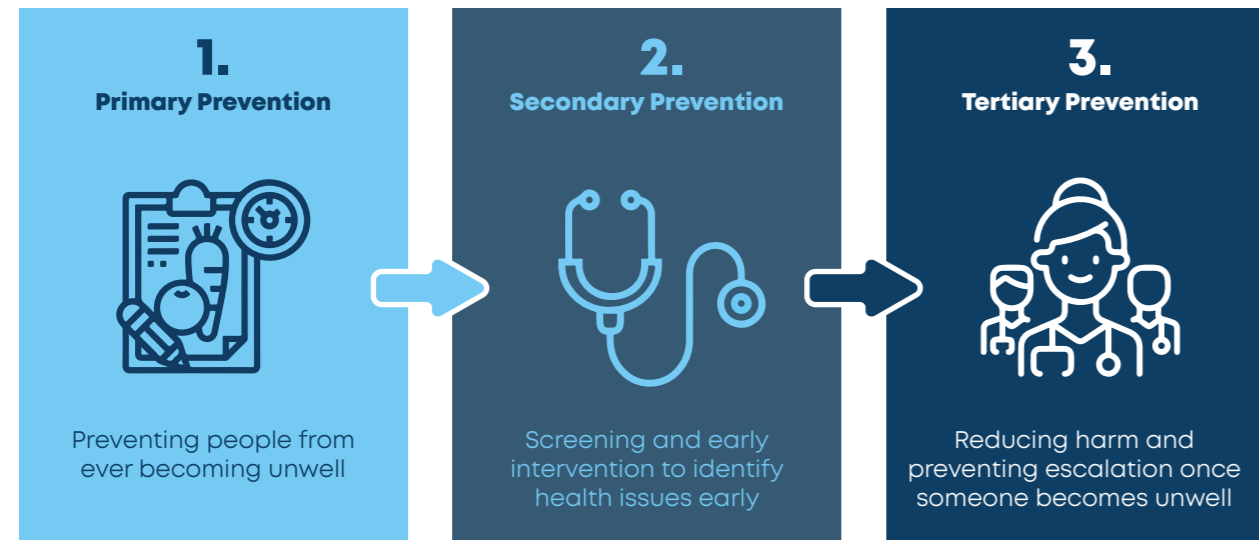 1.
Primary Prevention
Preventing people from
ever becoming unwell
2.
Secondary Prevention
Screening and early
intervention to identify
health issues early
3.
Tertiary Prevention
Reducing harm and
preventing escalation once
someone becomes unwell